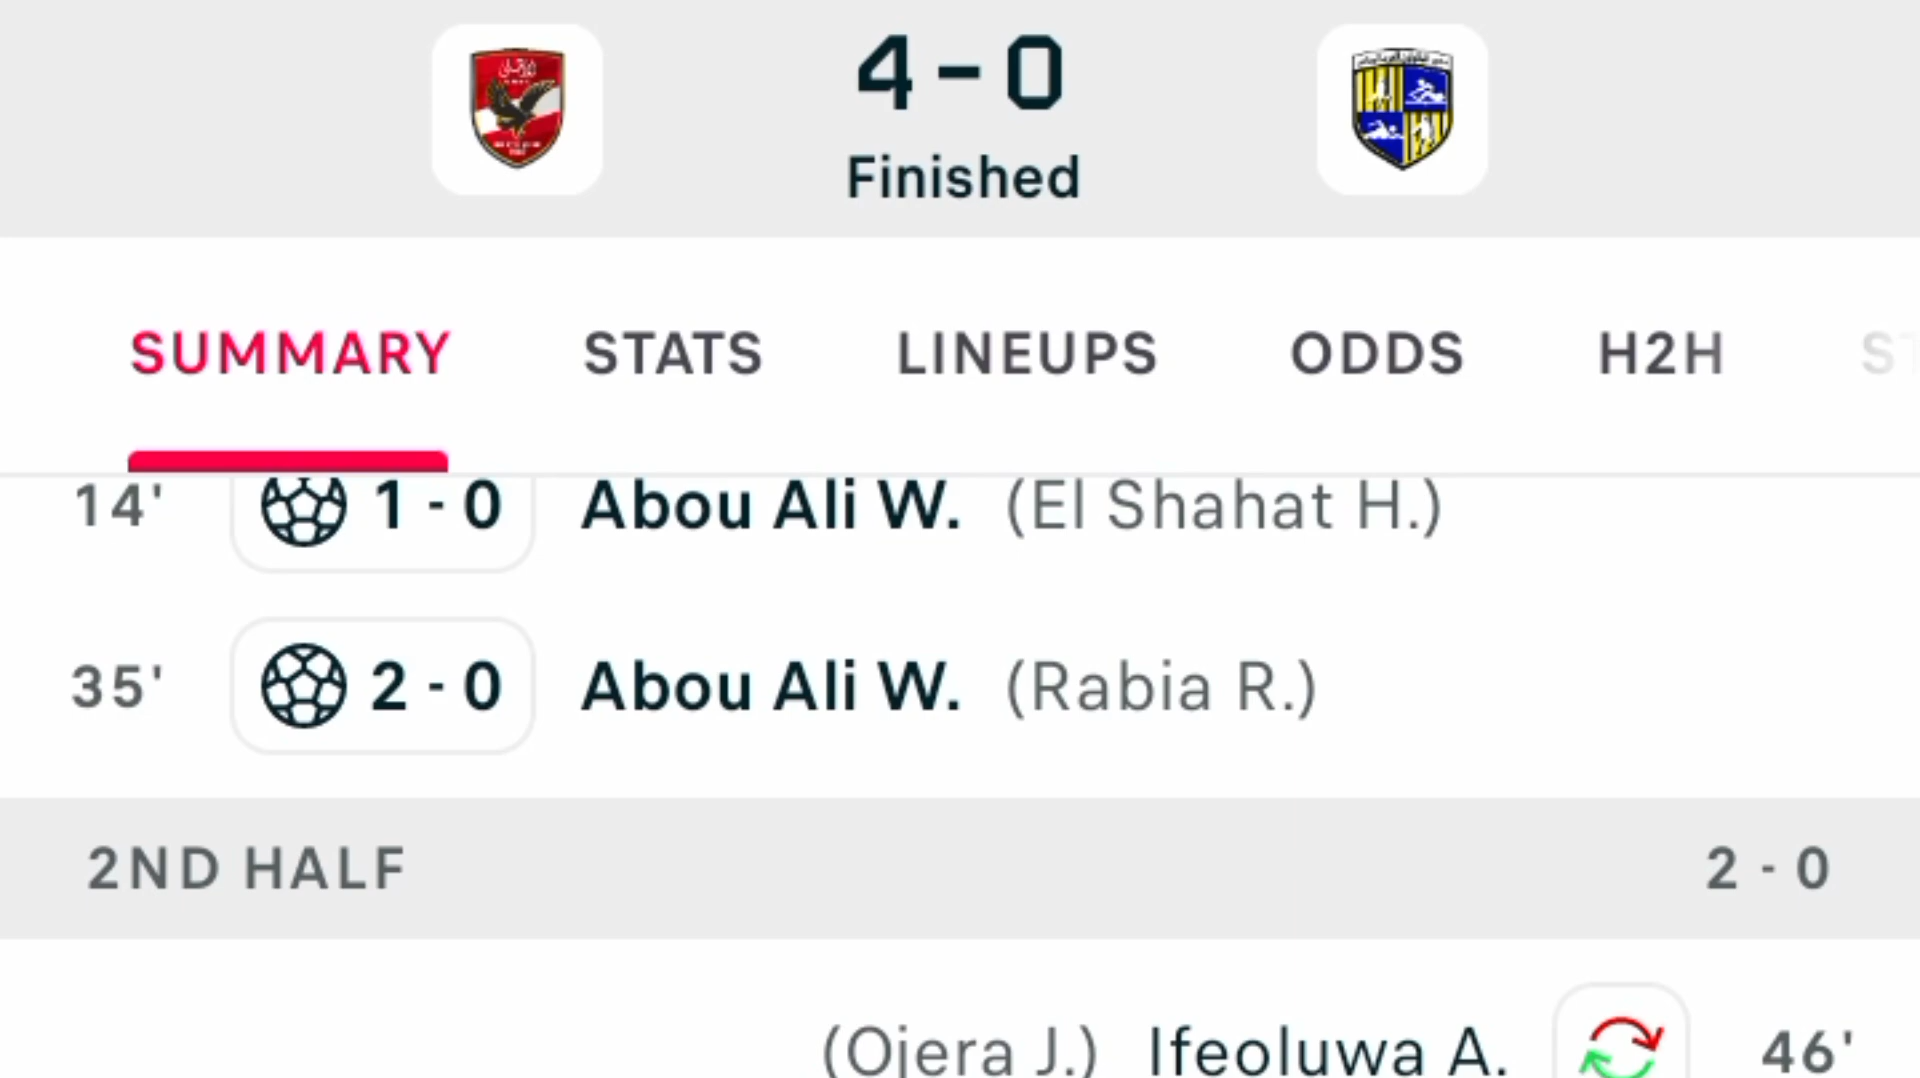 4 - 0
Finished
SUMMARY STATS LINEUPS ODDS H2H
14' 1 - 0 Abou Ali W. (El Shahat H.)
35' 2 - 0 Abou Ali W. (Rabia R.)
2ND HALF 2 - 0
(Ojera J.) Ifeoluwa A. 46'